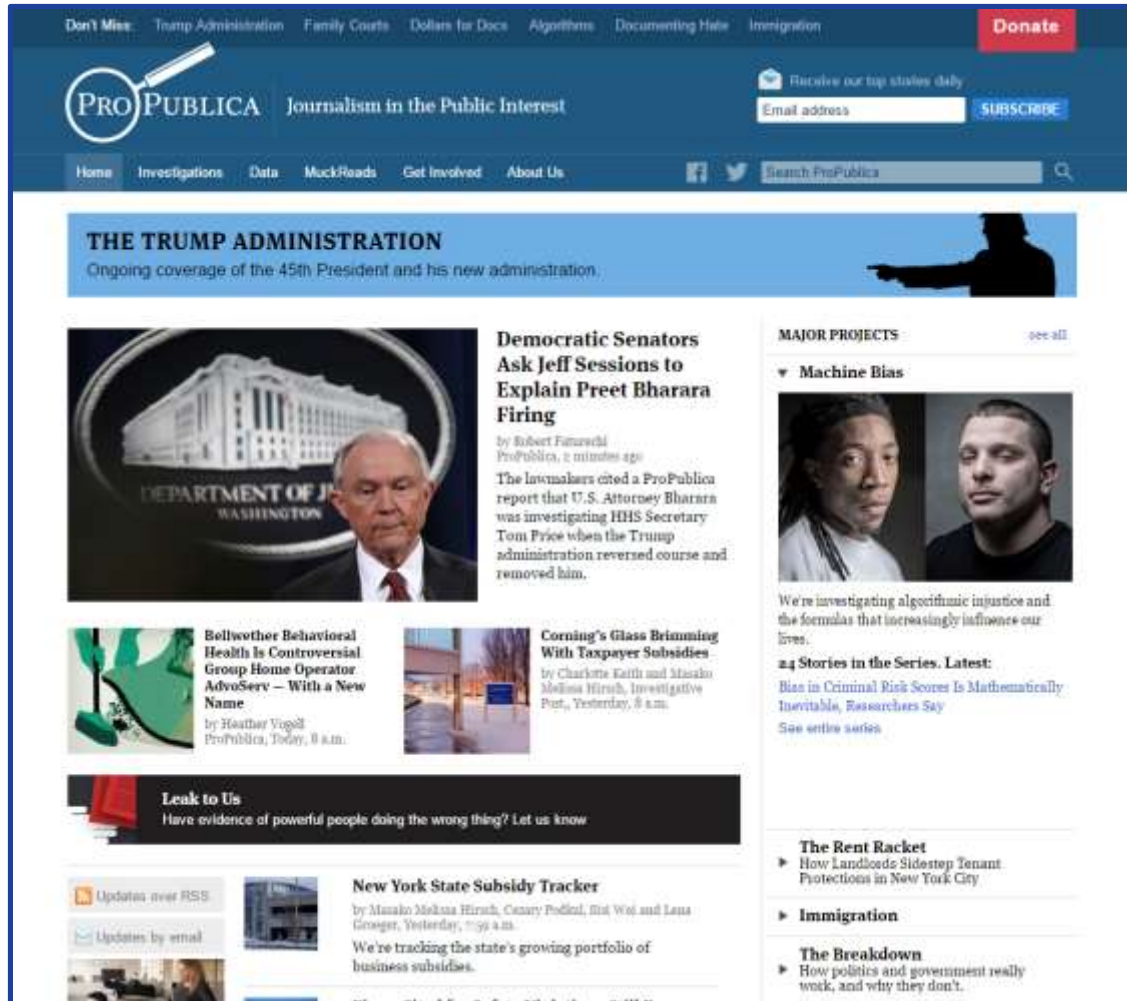 Don't Miss: Trump Administration Family Courts Dollars for Docs Algorithms Documenting Hate Immigration
Donate
PROPUBLICA
Journalism in the Public Interest
Receive our top stories daily
Email address
SUBSCRIBE
Home Investigations Data MuckReads Get Involved About Us
Search ProPublica
THE TRUMP ADMINISTRATION
Ongoing coverage of the 45th President and his new administration.
DEPARTMENT OF J
WASHINGTON
Democratic Senators
Ask Jeff Sessions to
Explain Preet Bharara
Firing
by Robert Faturechi
ProPublica, 2 minutes ago
The lawmakers cited a ProPublica
report that U.S. Attorney Bharara
was investigating HHS Secretary
Tom Price when the Trump
administration reversed course and
removed him.
Bellwether Behavioral
Health Is Controversial
Group Home Operator
AdvoServ — With a New
Name
by Heather Vogell
ProPublica, Today, 8 a.m.
Corning's Glass Brimming
With Taxpayer Subsidies
by Charlotte Keith and Masako
Melissa Hirsch, Investigative
Post, Yesterday, 8 a.m.
Leak to Us
Have evidence of powerful people doing the wrong thing? Let us know
Updates over RSS
Updates by email
New York State Subsidy Tracker
by Masako Melissa Hirsch, Cezary Podkul, Sisi Wei and Lena
Groeger, Yesterday, 7:59 a.m.
We're tracking the state's growing portfolio of
business subsidies.
MAJOR PROJECTS
see all
Machine Bias
We're investigating algorithmic injustice and
the formulas that increasingly influence our
lives.
24 Stories in the Series. Latest:
Bias in Criminal Risk Scores Is Mathematically
Inevitable, Researchers Say
See entire series
The Rent Racket
How Landlords Sidestep Tenant
Protections in New York City
Immigration
The Breakdown
How politics and government really
work, and why they don't.